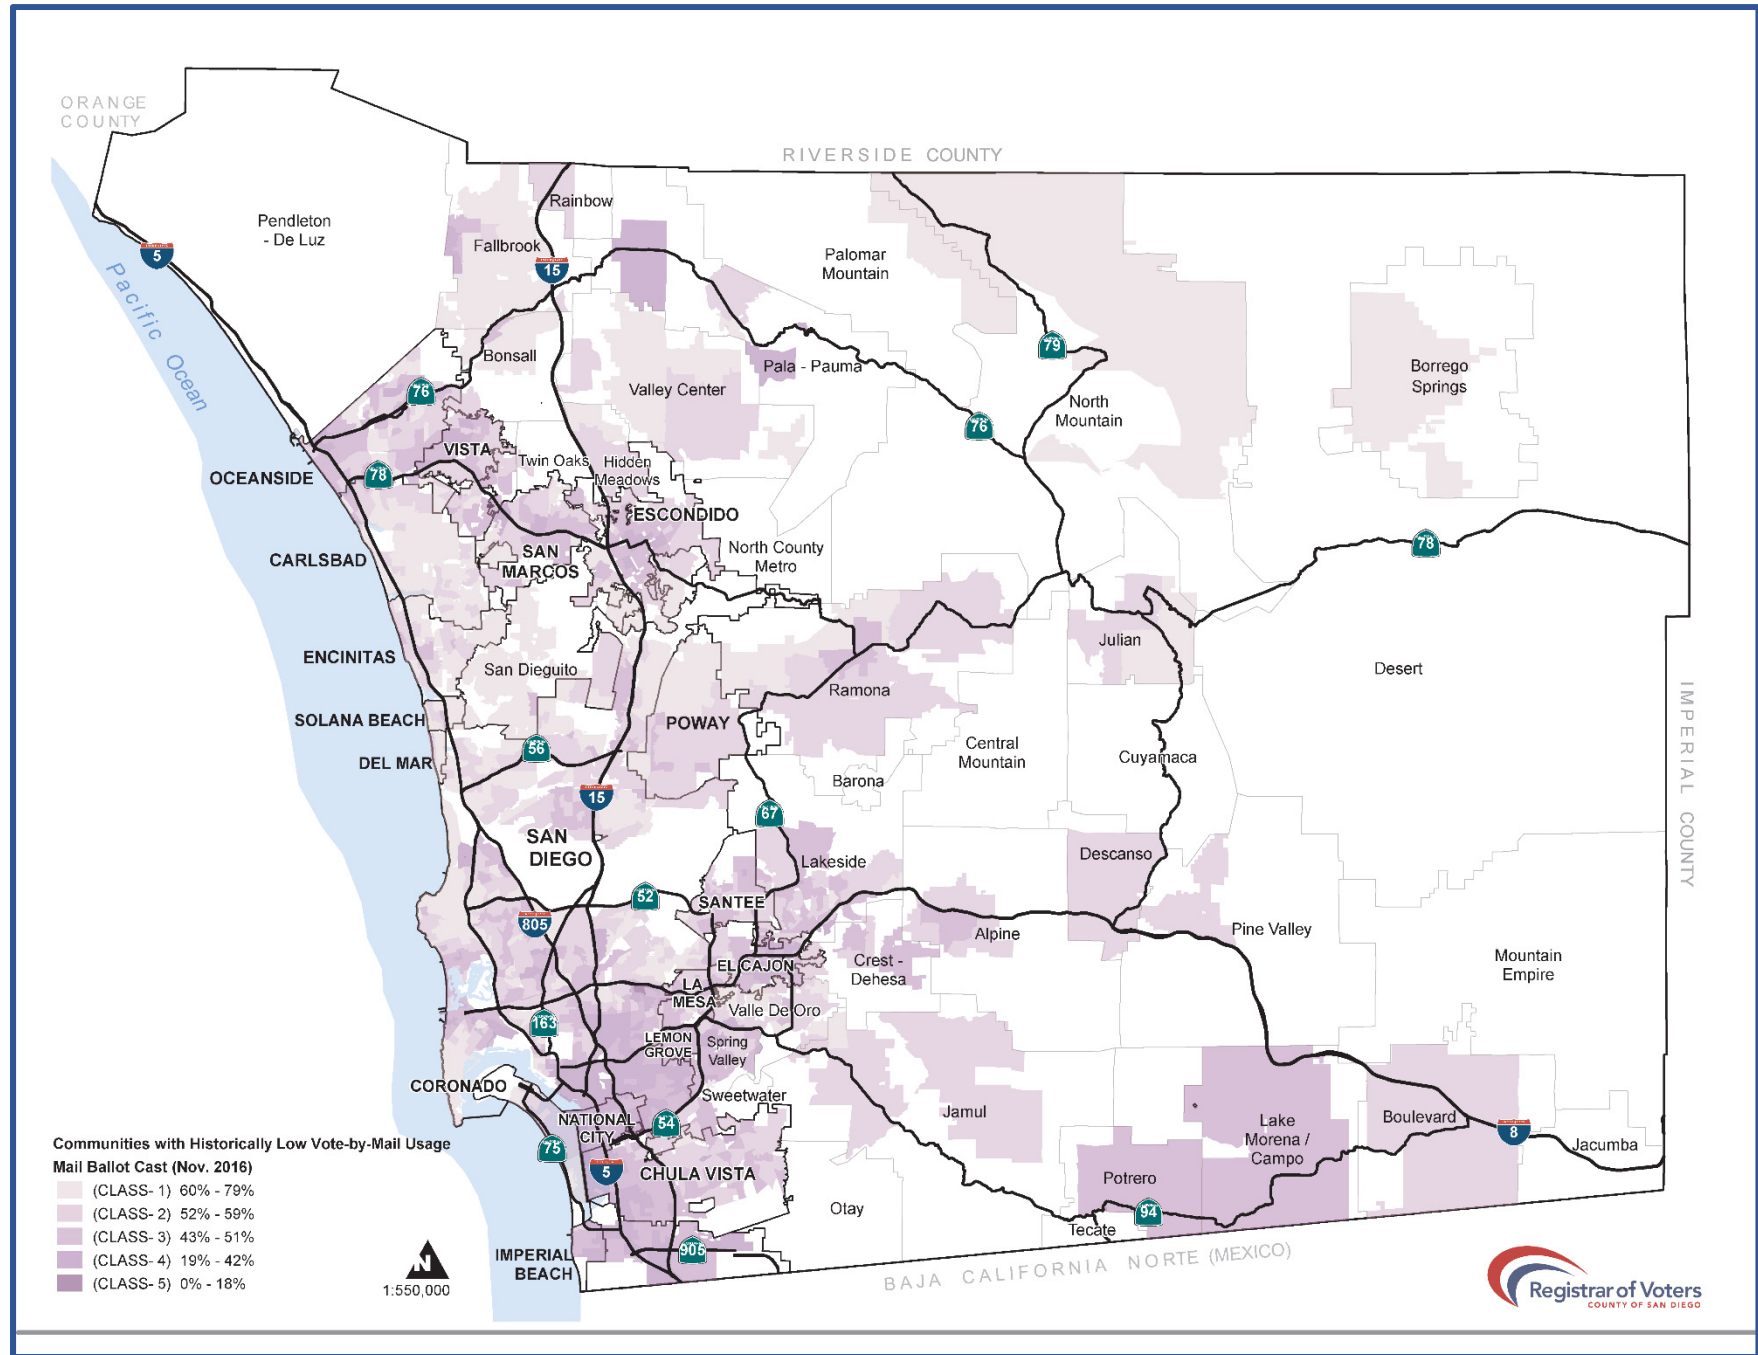 ORANGE
COUNTY
RIVERSIDE COUNTY
Rainbow
Pendleton
- De Luz
Fallbrook
5
15
Palomar
Mountain
Pacific Ocean
79
Bonsall
Pala - Pauma
Borrego
Springs
76
Valley Center
North
Mountain
76
VISTA
Twin Oaks
Hidden
Meadows
OCEANSIDE
78
ESCONDIDO
CARLSBAD
SAN
MARCOS
North County
Metro
78
ENCINITAS
San Dieguito
Julian
Desert
Ramona
SOLANA BEACH
POWAY
IMPERIAL COUNTY
56
DEL MAR
Central
Mountain
Cuyamaca
Barona
15
67
SAN
DIEGO
Lakeside
Descanso
52
SANTEE
805
Alpine
Pine Valley
EL CAJON
Crest -
Dehesa
Mountain
Empire
LA
MESA
Valle De Oro
163
LEMON
GROVE
Spring
Valley
CORONADO
Sweetwater
Jamul
NATIONAL
CITY
54
Lake
Morena /
Campo
Boulevard
8
Jacumba
75
5
CHULA VISTA
Potrero
Otay
94
Tecate
905
IMPERIAL
BEACH
BAJA CALIFORNIA NORTE (MEXICO)
Communities with Historically Low Vote-by-Mail Usage
Mail Ballot Cast (Nov. 2016)
(CLASS- 1) 60% - 79%
(CLASS- 2) 52% - 59%
(CLASS- 3) 43% - 51%
(CLASS- 4) 19% - 42%
(CLASS- 5) 0% - 18%
N
1:550,000
Registrar of Voters
COUNTY OF SAN DIEGO